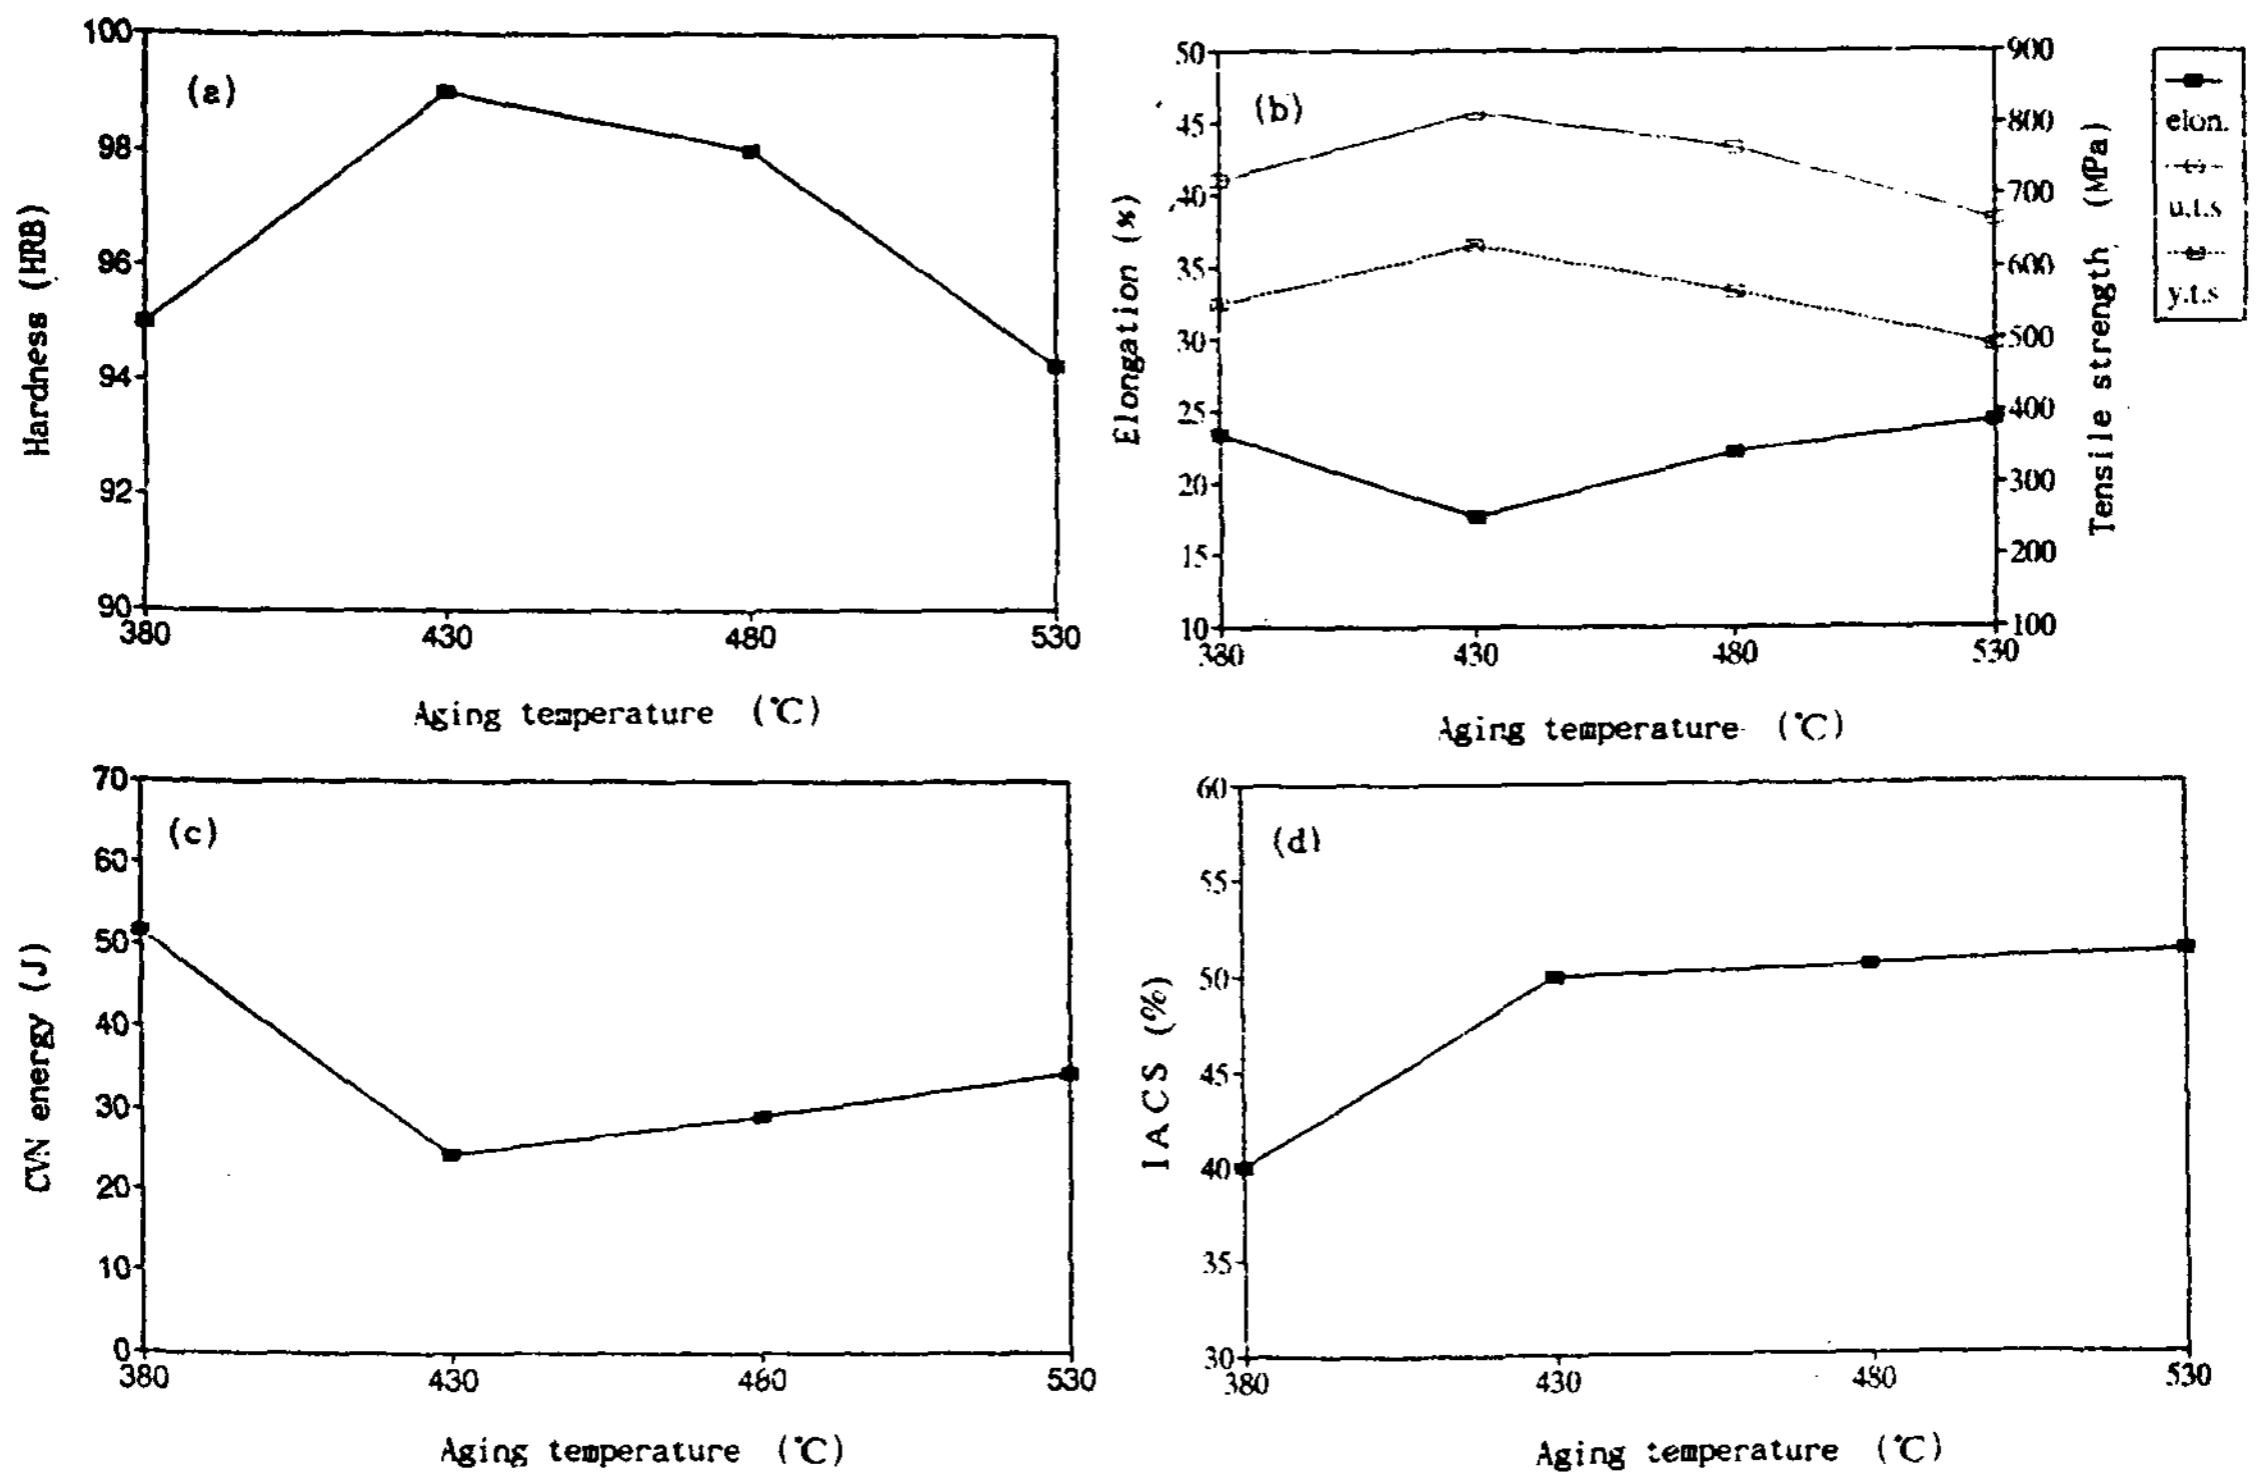 (a)
Hardness (HRB)
100
98
96
94
92
90
380 430 480 530
Aging temperature (℃)
(b)
Elongation (%)
50
45
40
35
30
25
20
15
10
Tensile strength (MPa)
900
800
700
600
500
400
300
200
100
380 430 480 530
Aging temperature (℃)
elon.
u.t.s
y.t.s
(c)
CVN energy (J)
70
60
50
40
30
20
10
0
380 430 480 530
Aging temperature (℃)
(d)
IACS (%)
60
55
50
45
40
35
30
380 430 480 530
Aging temperature (℃)